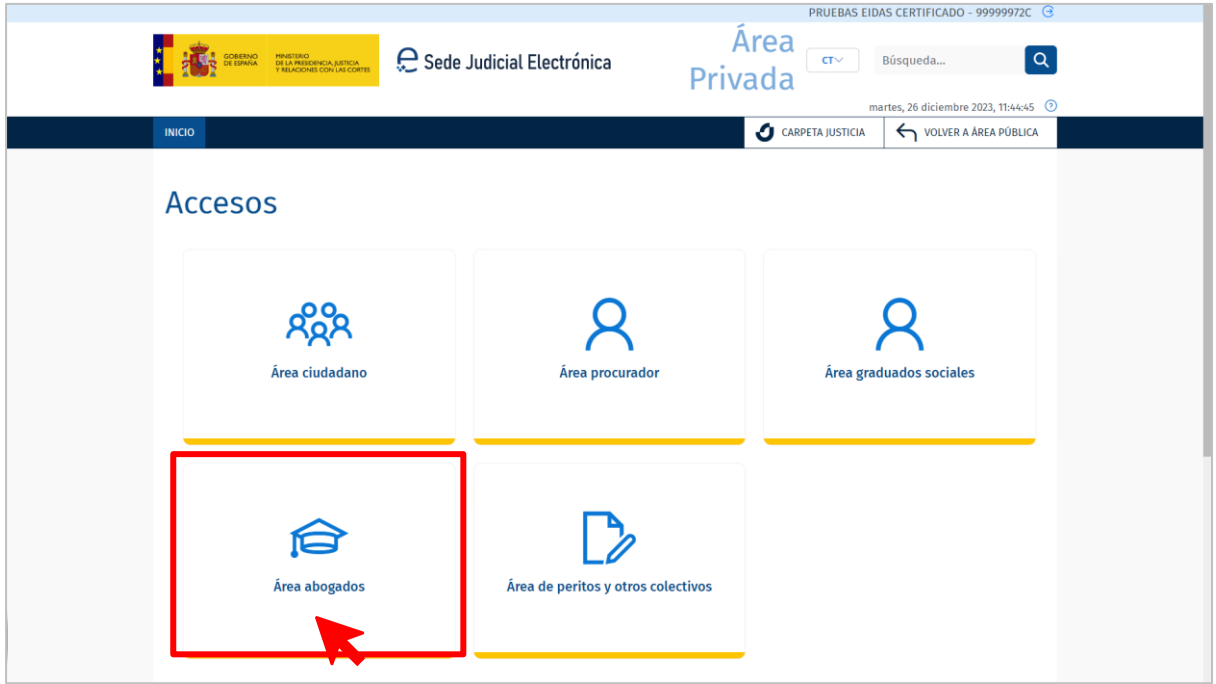 PRUEBAS EIDAS CERTIFICADO - 99999972C
GOBIERNO
DE ESPAÑA
MINISTERIO
DE LA PRESIDENCIA, JUSTICIA
Y RELACIONES CON LAS CORTES
Sede Judicial Electrónica
Área
Privada
CT
Búsqueda...
martes, 26 diciembre 2023, 11:44:45
INICIO
CARPETA JUSTICIA
VOLVER A ÁREA PÚBLICA
Accesos
Área ciudadano
Área procurador
Área graduados sociales
Área abogados
Área de peritos y otros colectivos